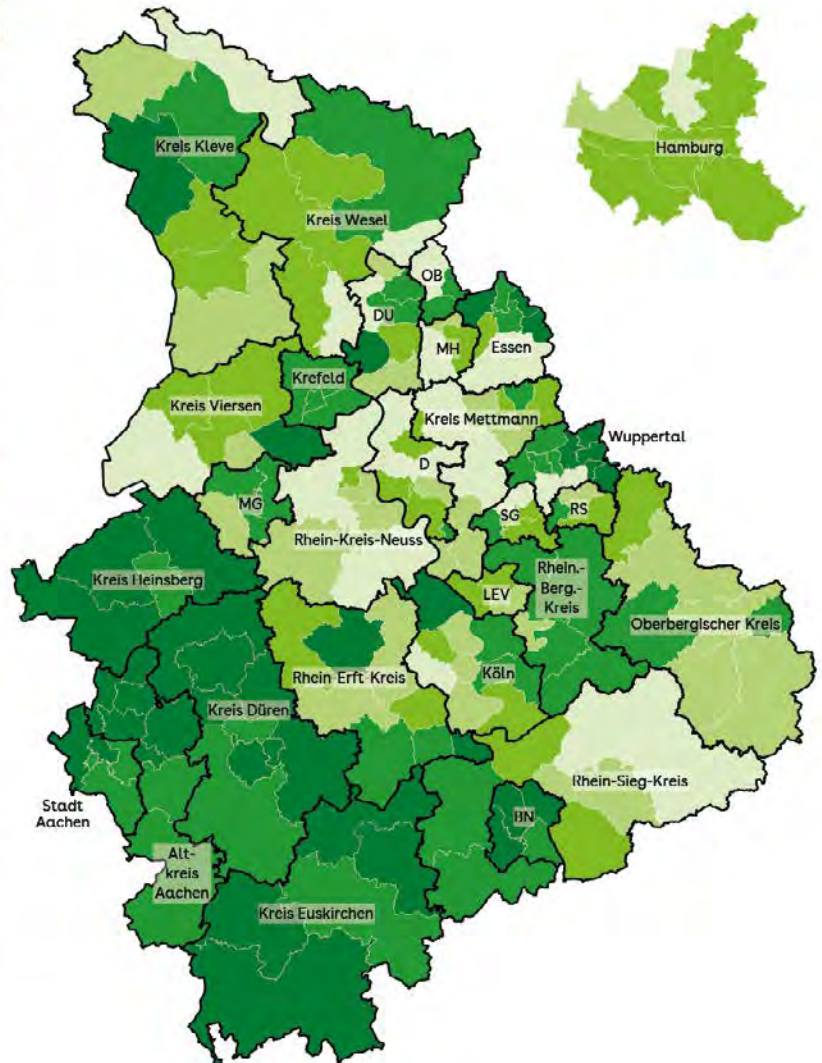 Kreis Kleve
Hamburg
Kreis Wesel
OB
DU
MH
Essen
Krefeld
Kreis Viersen
Kreis Mettmann
Wuppertal
D
MG
SG
RS
Rhein-Kreis-Neuss
Kreis Heinsberg
LEV
Rhein.-
Berg.-
Kreis
Oberbergischer Kreis
Rhein-Erft-Kreis
Köln
Kreis Düren
Rhein-Sieg-Kreis
Stadt
Aachen
BN
Alt-
kreis
Aachen
Kreis Euskirchen